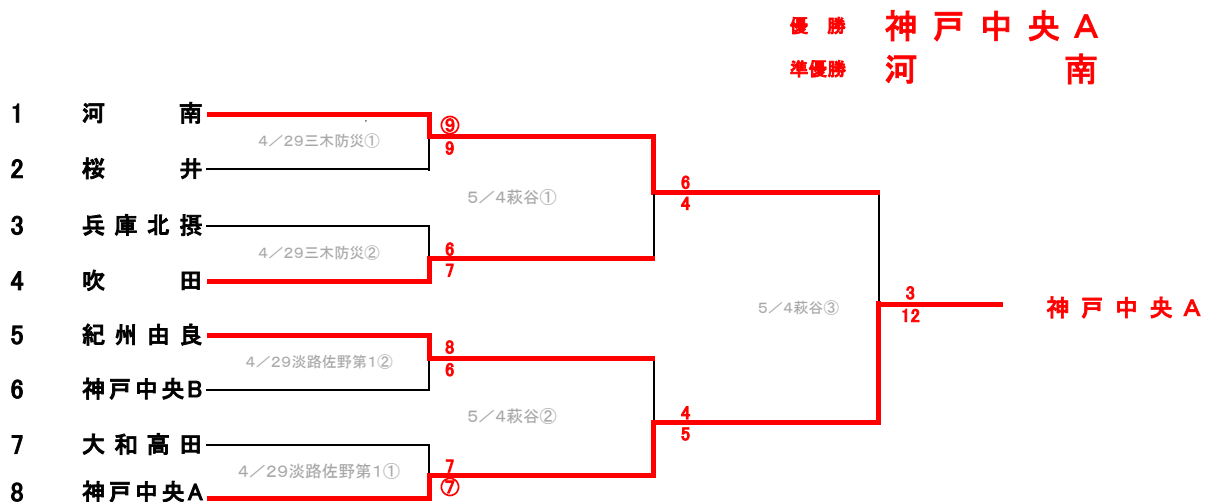 優　勝　神戸中央A
準優勝　河　南
1　河　南
⑨
4／29三木防災①
9
2　桜　井
6
5／4萩谷①
4
3　兵庫北摂
6
4／29三木防災②
7
4　吹　田
3
5／4萩谷③
12
神戸中央A
5　紀州由良
8
4／29淡路佐野第1②
6
6　神戸中央B
4
5／4萩谷②
5
7　大和高田
7
4／29淡路佐野第1①
⑦
8　神戸中央A